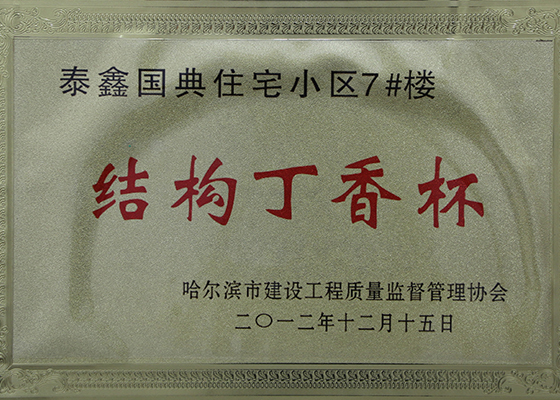 泰鑫国典住宅小区7#楼
结构丁香杯
哈尔滨市建设工程质量监督管理协会
二〇一二年十二月十五日